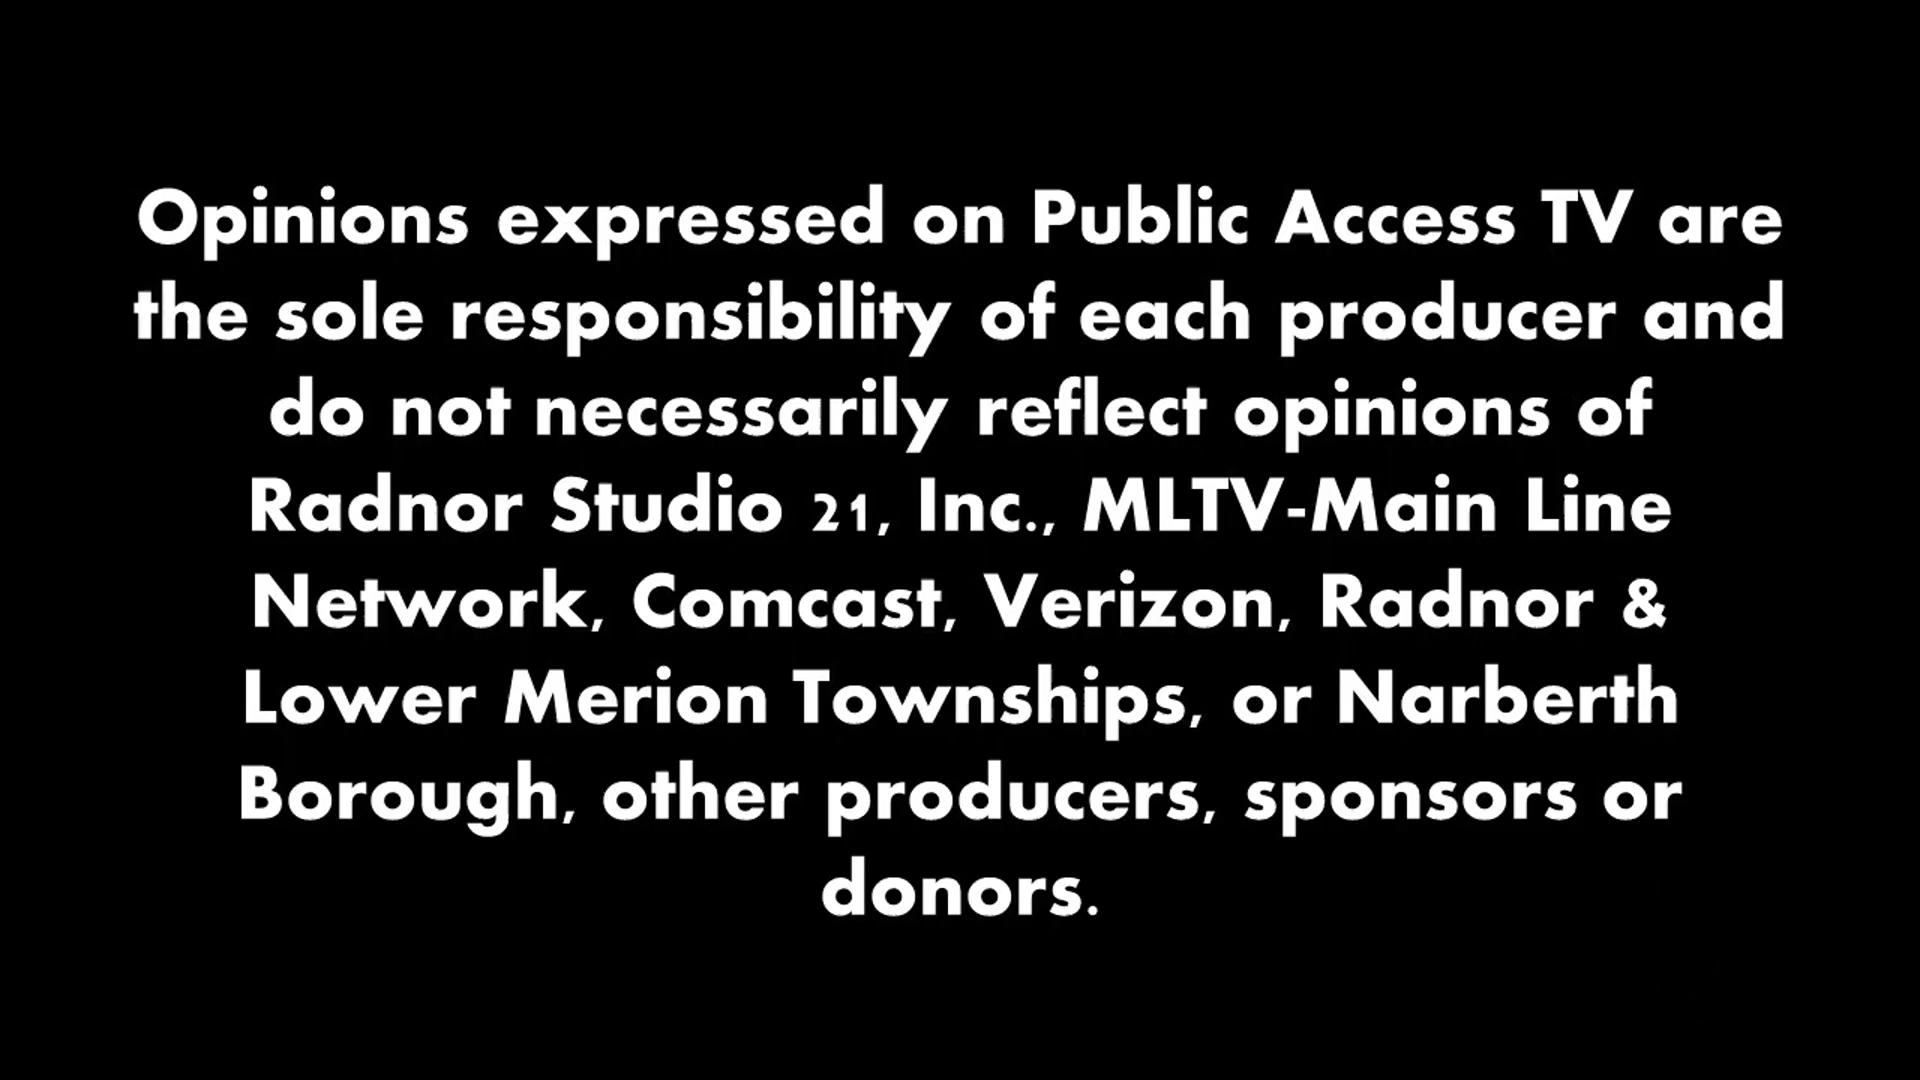 Opinions expressed on Public Access TV are
the sole responsibility of each producer and
do not necessarily reflect opinions of
Radnor Studio 21, Inc., MLTV-Main Line
Network, Comcast, Verizon, Radnor &
Lower Merion Townships, or Narberth
Borough, other producers, sponsors or
donors.